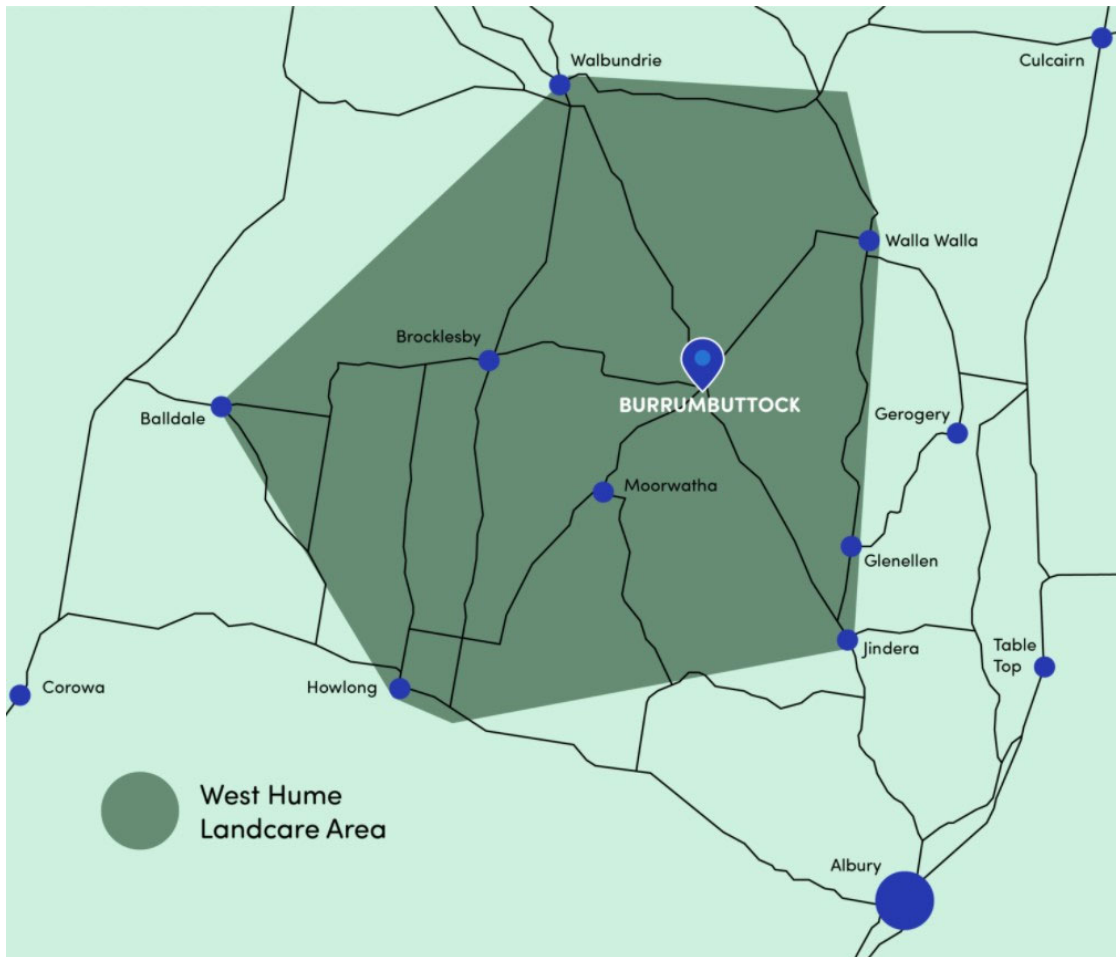 Culcairn
Walbundrie
Walla Walla
Brocklesby
BURRUMBUTTOCK
Balldale
Gerogery
Moorwatha
Glenellen
Jindera
Table
Top
Corowa
Howlong
West Hume
Landcare Area
Albury